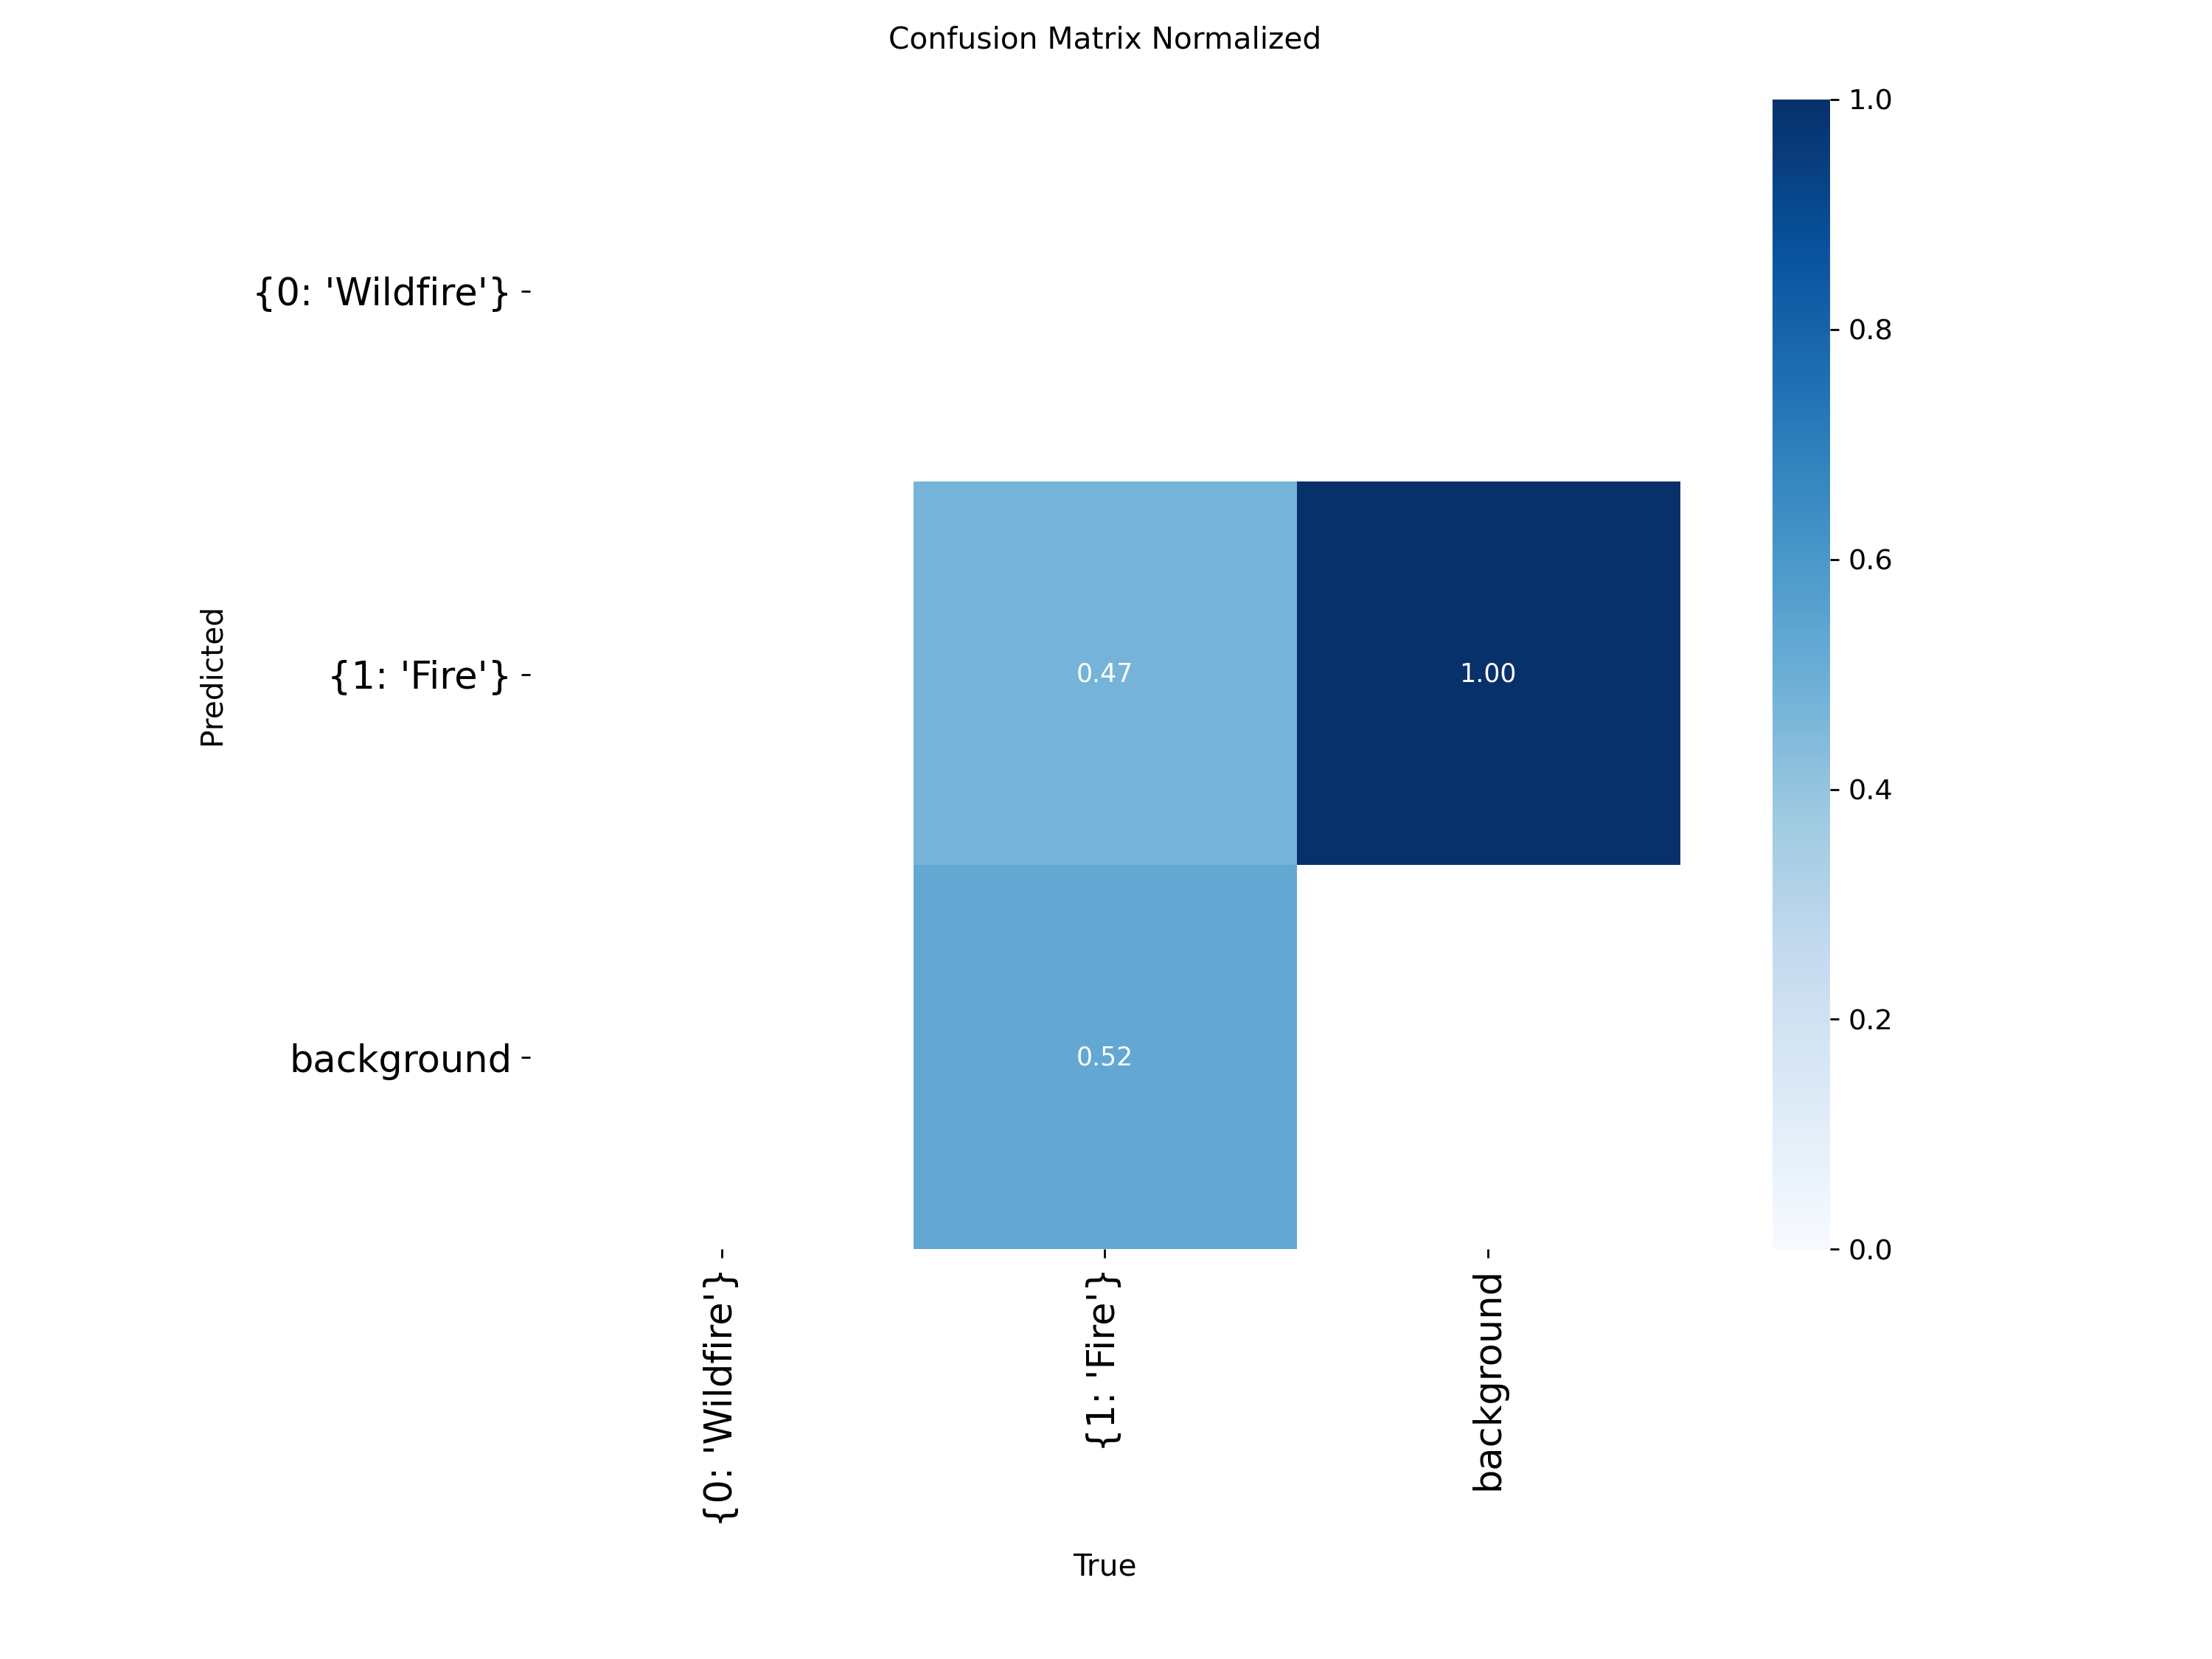 Confusion Matrix Normalized
Predicted
{0: 'Wildfire'}
{1: 'Fire'}
background
0.47
1.00
0.52
{0: 'Wildfire'}
{1: 'Fire'}
background
True
1.0
0.8
0.6
0.4
0.2
0.0